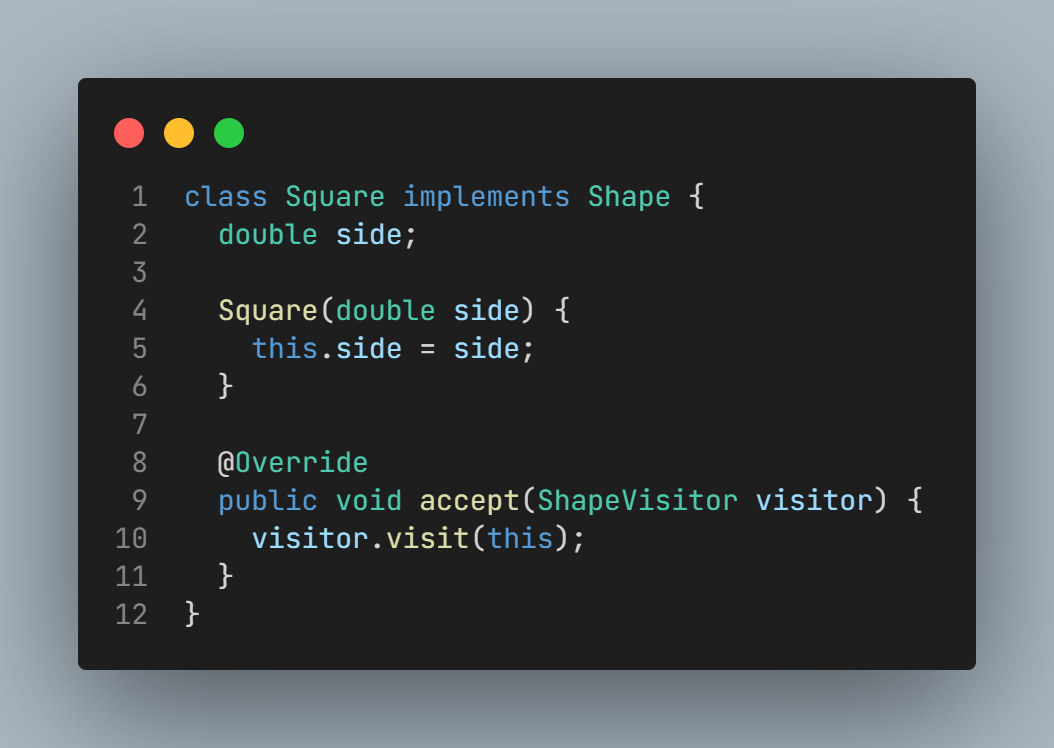 1 class Square implements Shape {
2   double side;
3
4   Square(double side) {
5     this.side = side;
6   }
7
8   @Override
9   public void accept(ShapeVisitor visitor) {
10     visitor.visit(this);
11   }
12 }